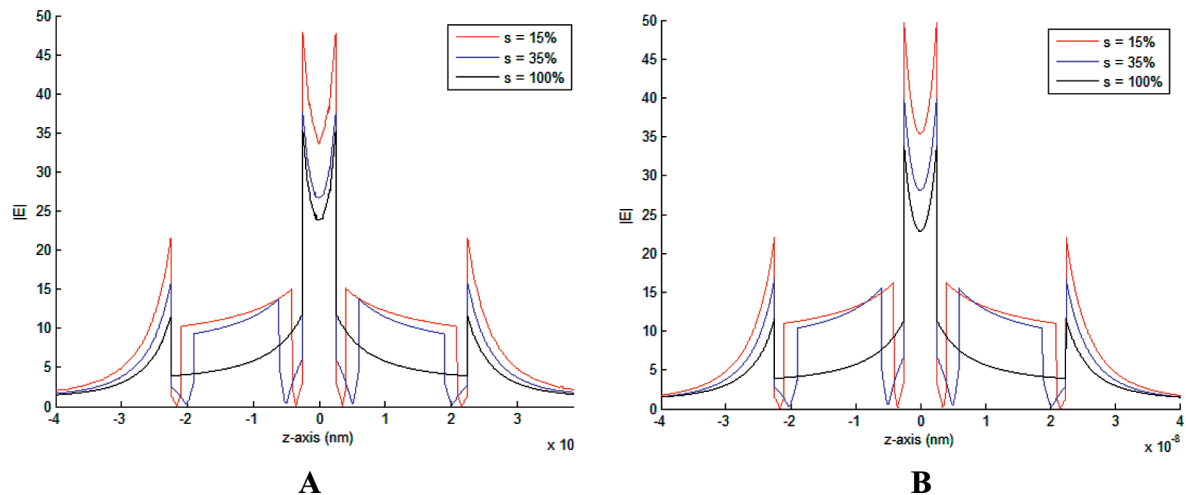 50
45
40
35
30
25
20
15
10
5
0
|E|
s = 15%
s = 35%
s = 100%
-4 -3 -2 -1 0 1 2 3
z-axis (nm)
x 10
A
50
45
40
35
30
25
20
15
10
5
0
|E|
s = 15%
s = 35%
s = 100%
-4 -3 -2 -1 0 1 2 3 4
z-axis (nm)
x 10⁻⁸
B